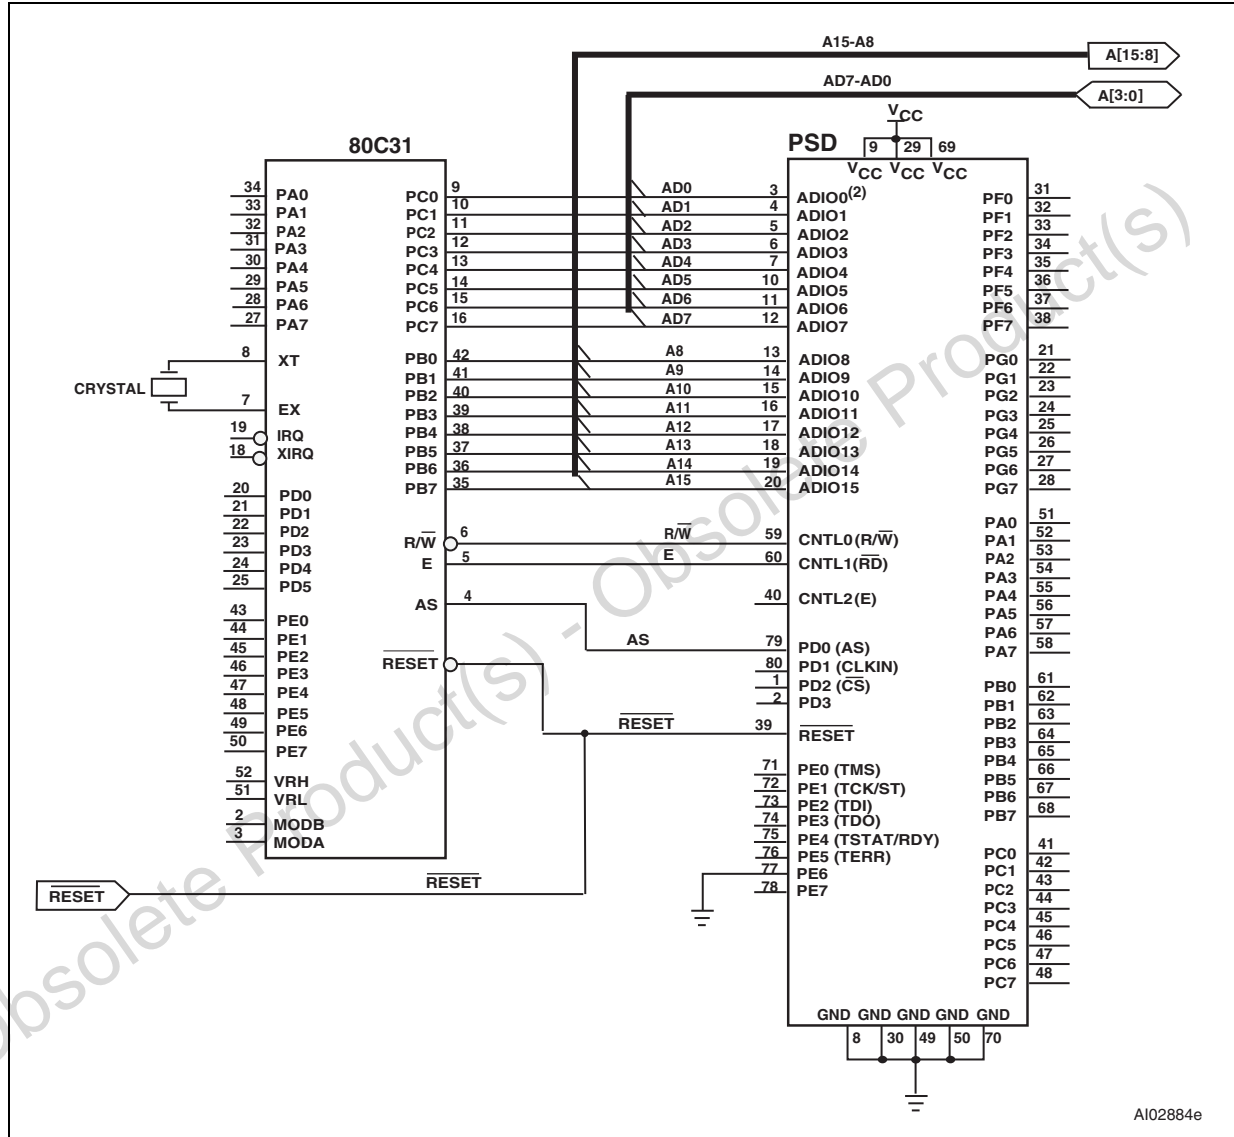 A15-A8
A[15:8]
AD7-AD0
A[3:0]
VCC
80C31
PSD
9 29 69
VCC VCC VCC
34 PA0
33 PA1
32 PA2
31 PA3
30 PA4
29 PA5
28 PA6
27 PA7
8 XT
CRYSTAL
7 EX
19 IRQ
18 XIRQ
20 PD0
21 PD1
22 PD2
23 PD3
24 PD4
25 PD5
43 PE0
44 PE1
45 PE2
46 PE3
47 PE4
48 PE5
49 PE6
50 PE7
52 VRH
51 VRL
2 MODB
3 MODA
PC0 9 AD0 3 ADIO0(2)
PC1 10 AD1 4 ADIO1
PC2 11 AD2 5 ADIO2
PC3 12 AD3 6 ADIO3
PC4 13 AD4 7 ADIO4
PC5 14 AD5 10 ADIO5
PC6 15 AD6 11 ADIO6
PC7 16 AD7 12 ADIO7
PB0 42 A8 13 ADIO8
PB1 41 A9 14 ADIO9
PB2 40 A10 15 ADIO10
PB3 39 A11 16 ADIO11
PB4 38 A12 17 ADIO12
PB5 37 A13 18 ADIO13
PB6 36 A14 19 ADIO14
PB7 35 A15 20 ADIO15
R/W̅ 6 R/W̅ 59 CNTL0(R/W̅)
E 5 E 60 CNTL1(R̅D̅)
40 CNTL2(E)
AS 4 AS 79 PD0 (AS)
80 PD1 (CLKIN)
1 PD2 (C̅S̅)
2 PD3
R̅E̅S̅E̅T̅ R̅E̅S̅E̅T̅ 39 R̅E̅S̅E̅T̅
71 PE0 (TMS)
72 PE1 (TCK/ST)
73 PE2 (TDI)
74 PE3 (TDO)
75 PE4 (TSTAT/RDY)
76 PE5 (TERR)
77 PE6
78 PE7
R̅E̅S̅E̅T̅ R̅E̅S̅E̅T̅
PF0 31
PF1 32
PF2 33
PF3 34
PF4 35
PF5 36
PF6 37
PF7 38
PG0 21
PG1 22
PG2 23
PG3 24
PG4 25
PG5 26
PG6 27
PG7 28
PA0 51
PA1 52
PA2 53
PA3 54
PA4 55
PA5 56
PA6 57
PA7 58
PB0 61
PB1 62
PB2 63
PB3 64
PB4 65
PB5 66
PB6 67
PB7 68
PC0 41
PC1 42
PC2 43
PC3 44
PC4 45
PC5 46
PC6 47
PC7 48
GND GND GND GND GND
8 30 49 50 70
AI02884e
Obsolete Product(s) - Obsolete Product(s)